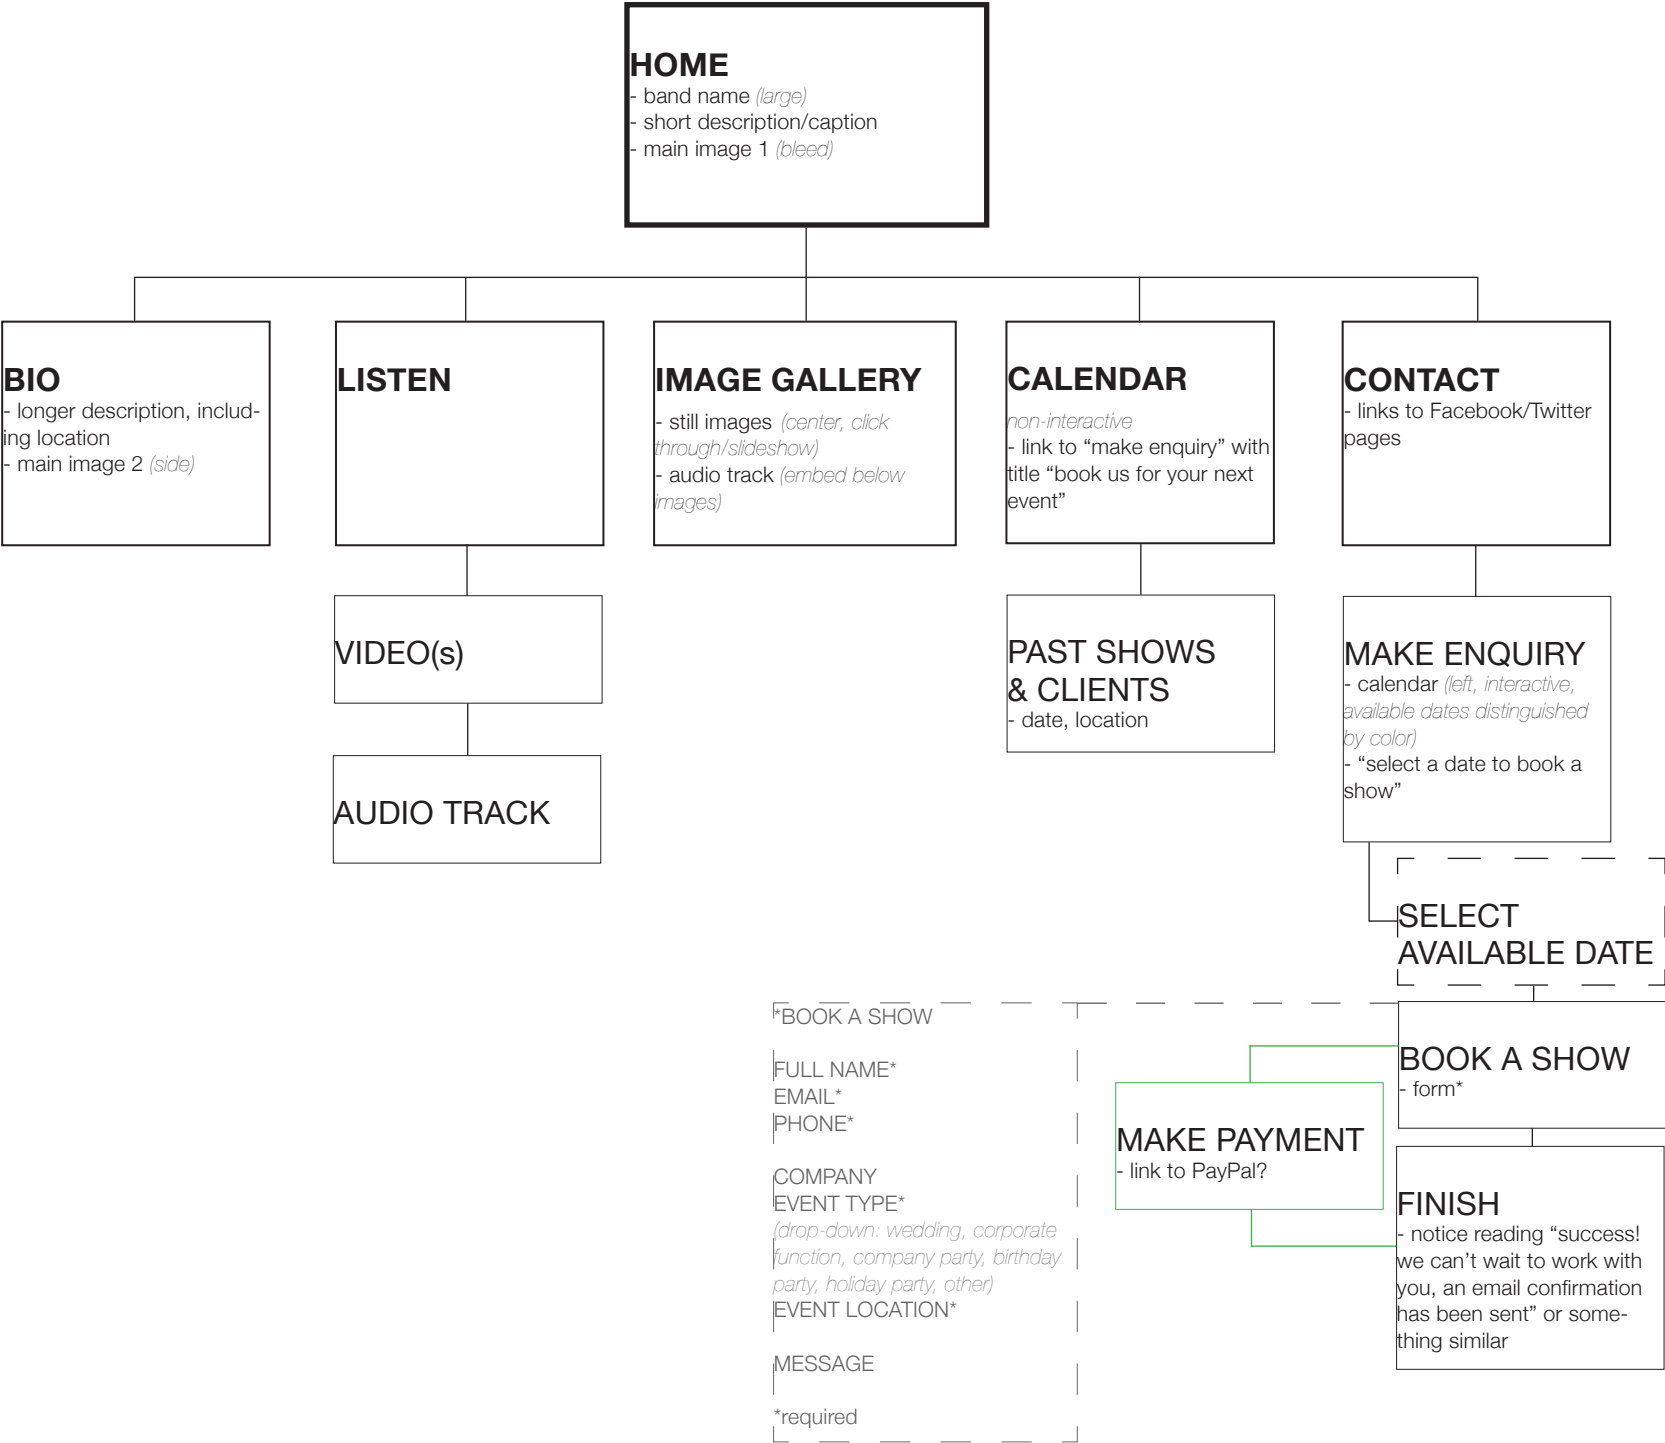 HOME
- band name (large)
- short description/caption
- main image 1 (bleed)
BIO
- longer description, includ-
ing location
- main image 2 (side)
LISTEN
IMAGE GALLERY
- still images (center, click
through/slideshow)
- audio track (embed below
images)
CALENDAR
non-interactive
- link to “make enquiry” with
title “book us for your next
event”
CONTACT
- links to Facebook/Twitter
pages
VIDEO(s)
AUDIO TRACK
PAST SHOWS
& CLIENTS
- date, location
MAKE ENQUIRY
- calendar (left, interactive,
available dates distinguished
by color)
- “select a date to book a
show”
SELECT
AVAILABLE DATE
*BOOK A SHOW
FULL NAME*
EMAIL*
PHONE*
COMPANY
EVENT TYPE*
(drop-down: wedding, corporate
function, company party, birthday
party, holiday party, other)
EVENT LOCATION*
MESSAGE
*required
BOOK A SHOW
- form*
MAKE PAYMENT
- link to PayPal?
FINISH
- notice reading “success!
we can’t wait to work with
you, an email confirmation
has been sent” or some-
thing similar